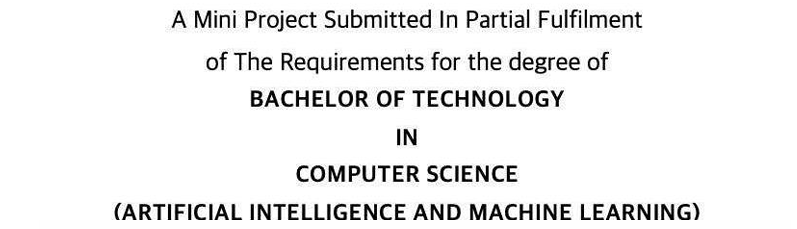 A Mini Project Submitted In Partial Fulfilment
of The Requirements for the degree of
BACHELOR OF TECHNOLOGY
IN
COMPUTER SCIENCE
(ARTIFICIAL INTELLIGENCE AND MACHINE LEARNING)